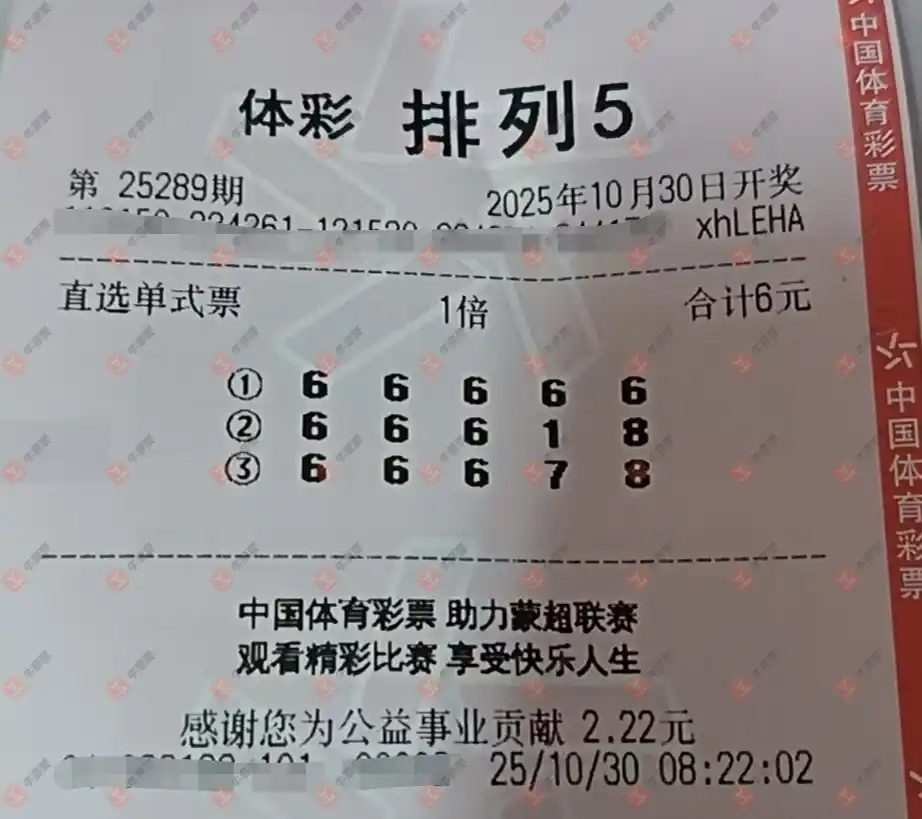 体彩 排列5
第 25289期 2025年10月30日开奖
xhLEHA
直选单式票 1倍 合计6元
① 6 6 6 6 6
② 6 6 6 1 8
③ 6 6 6 7 8
中国体育彩票 助力蒙超联赛
观看精彩比赛 享受快乐人生
感谢您为公益事业贡献 2.22元
25/10/30 08:22:02
中国体育彩票
中国体育彩票